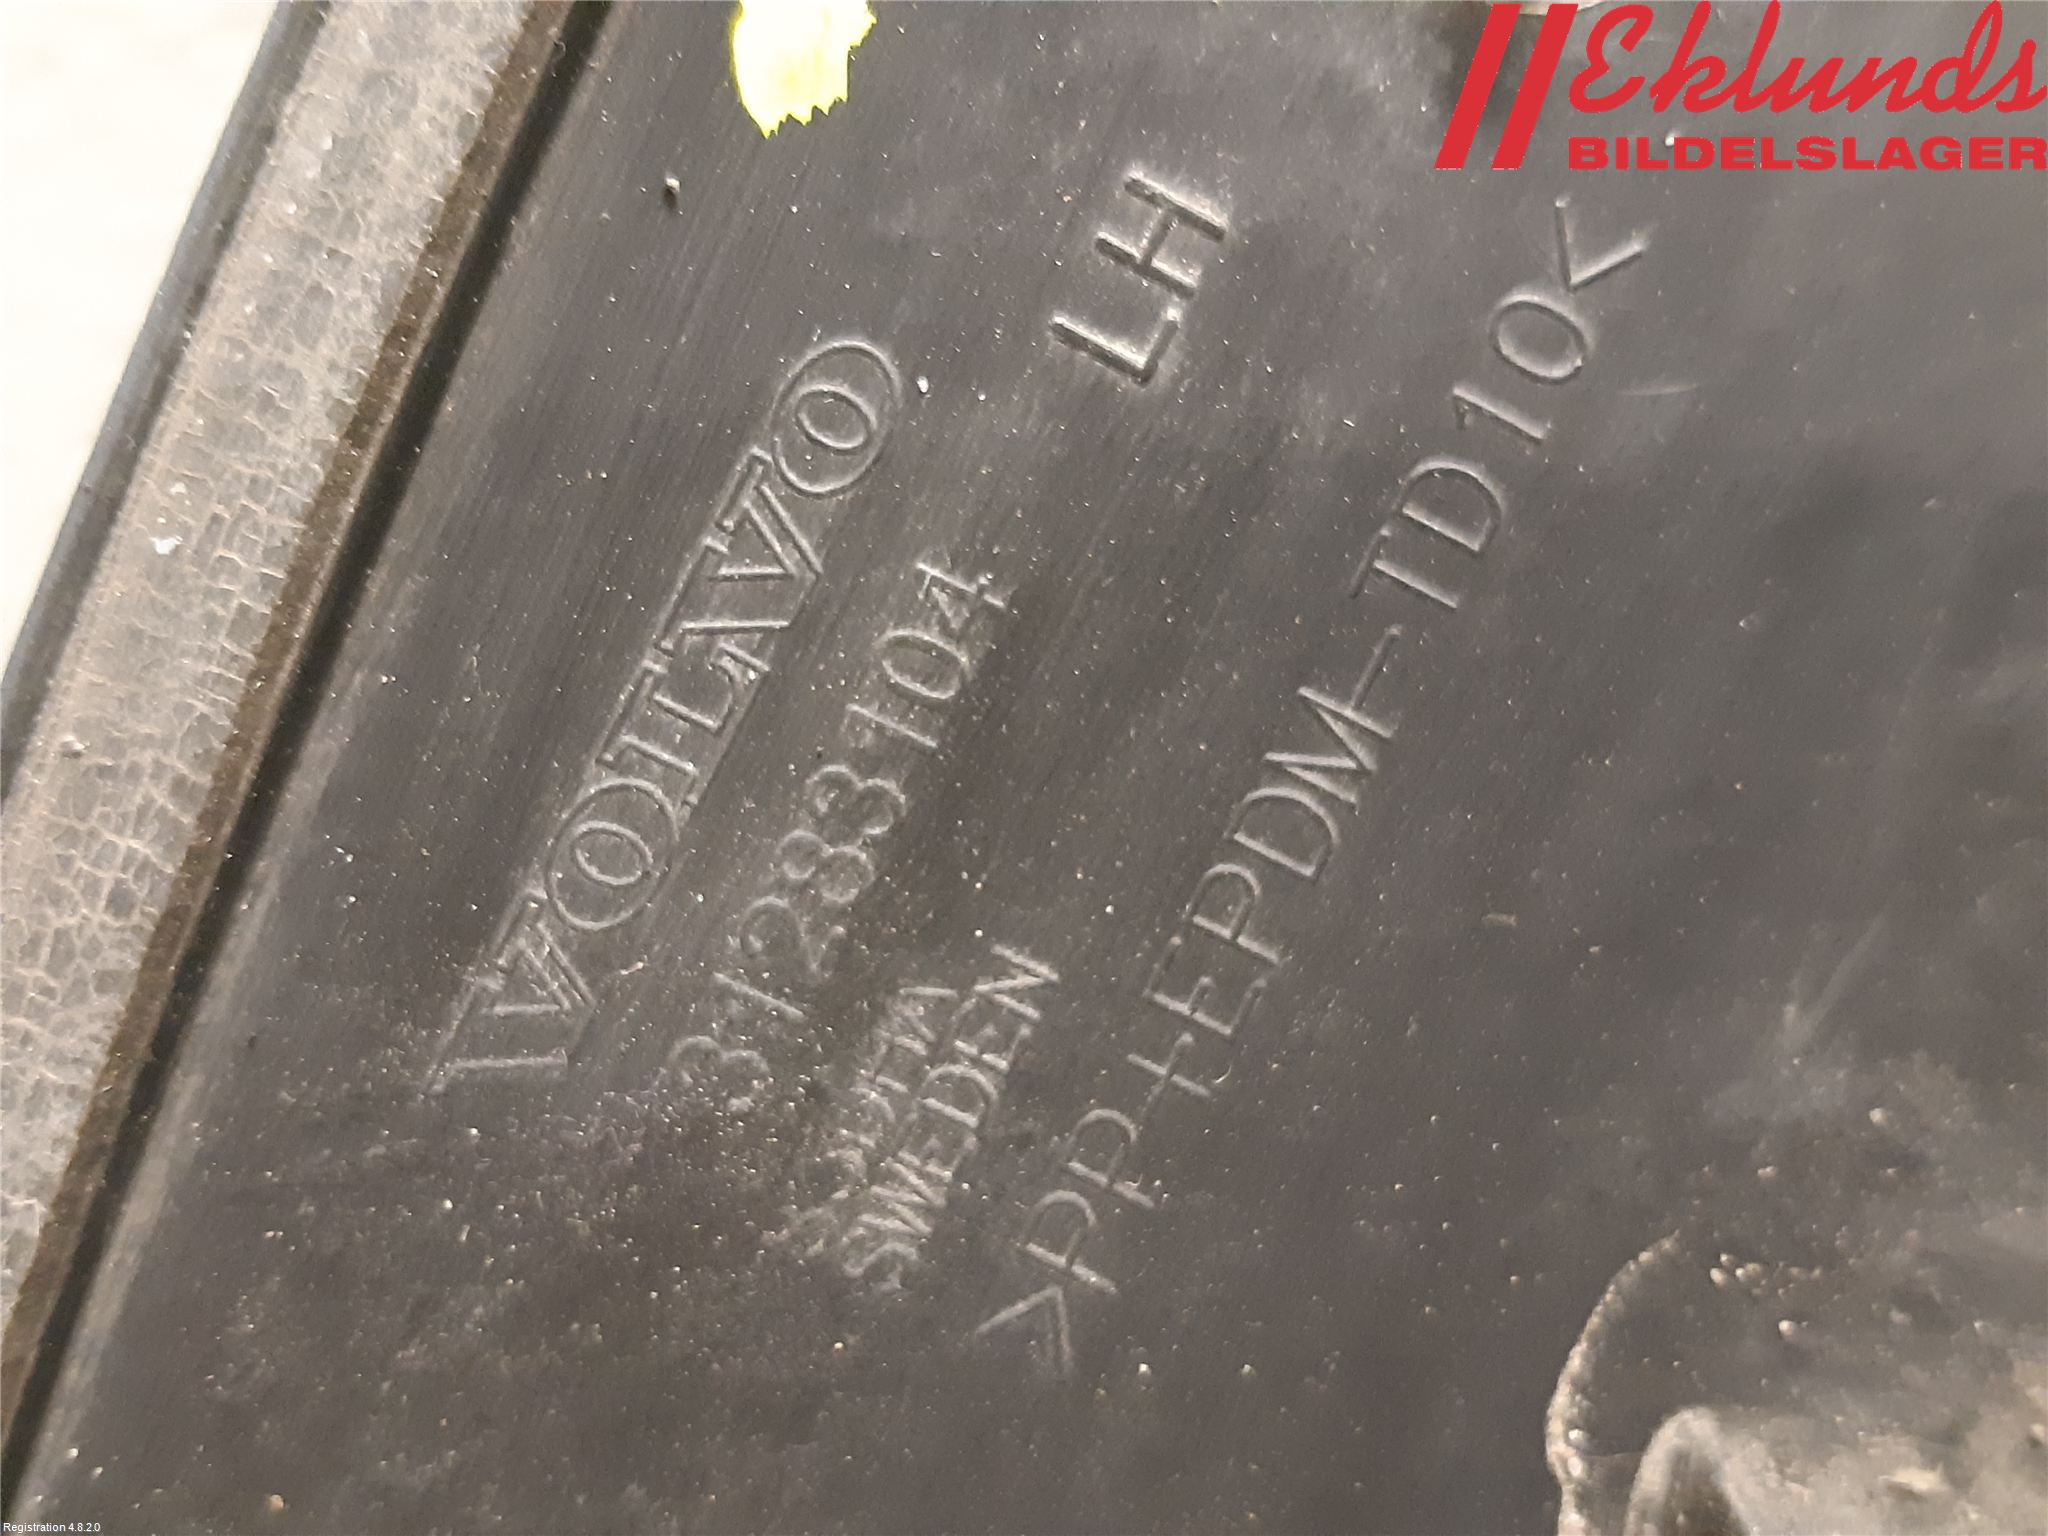 Eklunds
BILDELSLAGER
LH
VOLVO
31283104
SWEDEN
>PP+EPDM-TD10<
Registration 4.8.2.0